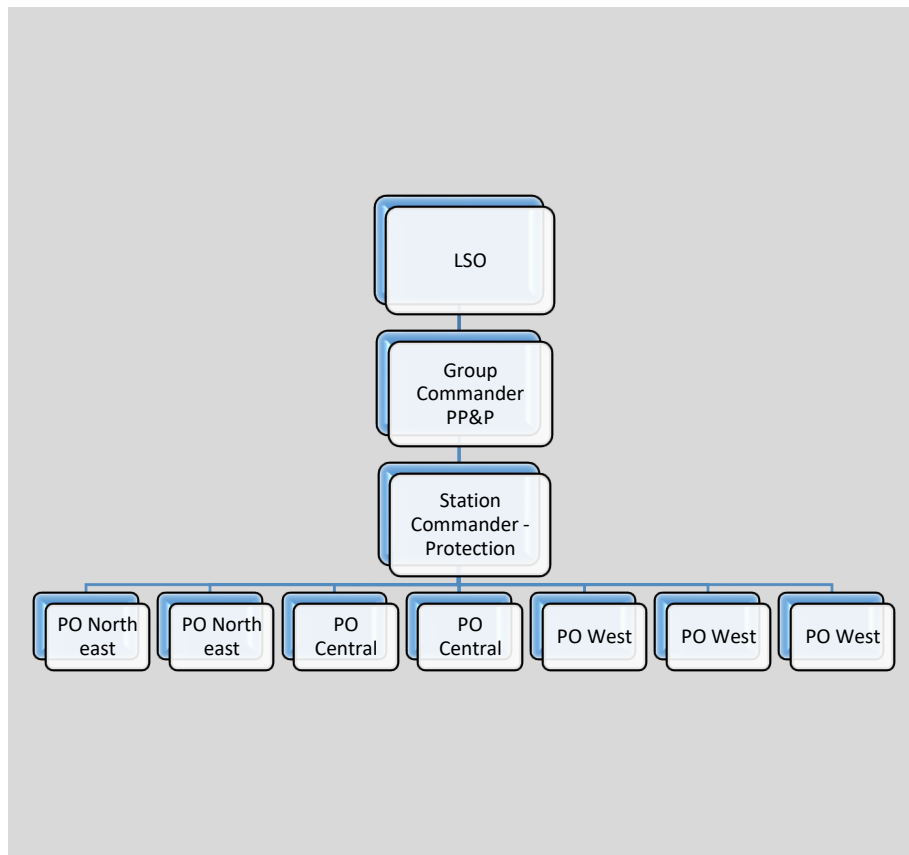 LSO
Group
Commander
PP&P
Station
Commander -
Protection
PO North
east
PO North
east
PO
Central
PO
Central
PO West
PO West
PO West